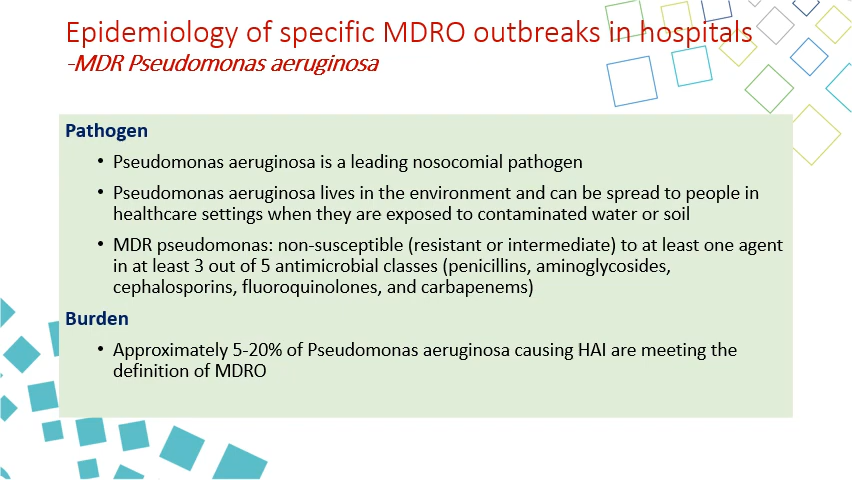 Epidemiology of specific MDRO outbreaks in hospitals
-MDR Pseudomonas aeruginosa
Pathogen
• Pseudomonas aeruginosa is a leading nosocomial pathogen
• Pseudomonas aeruginosa lives in the environment and can be spread to people in
healthcare settings when they are exposed to contaminated water or soil
• MDR pseudomonas: non-susceptible (resistant or intermediate) to at least one agent
in at least 3 out of 5 antimicrobial classes (penicillins, aminoglycosides,
cephalosporins, fluoroquinolones, and carbapenems)
Burden
• Approximately 5-20% of Pseudomonas aeruginosa causing HAI are meeting the
definition of MDRO